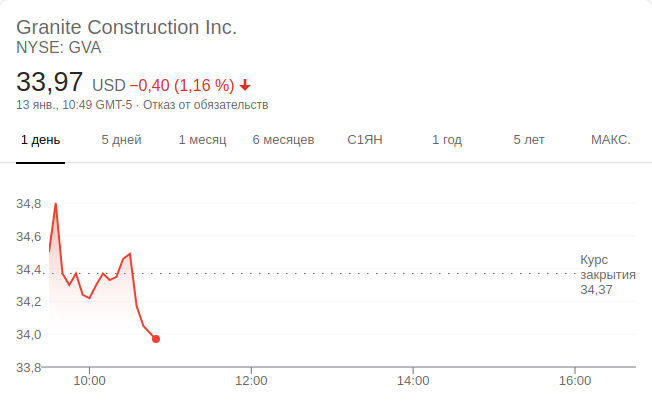 Granite Construction Inc.
NYSE: GVA
33,97 USD −0,40 (1,16 %)
13 янв., 10:49 GMT-5 · Отказ от обязательств
1 день 5 дней 1 месяц 6 месяцев С1ЯН 1 год 5 лет МАКС.
34,8
34,6
34,4
34,2
34,0
33,8
Курс
закрытия
34,37
10:00 12:00 14:00 16:00